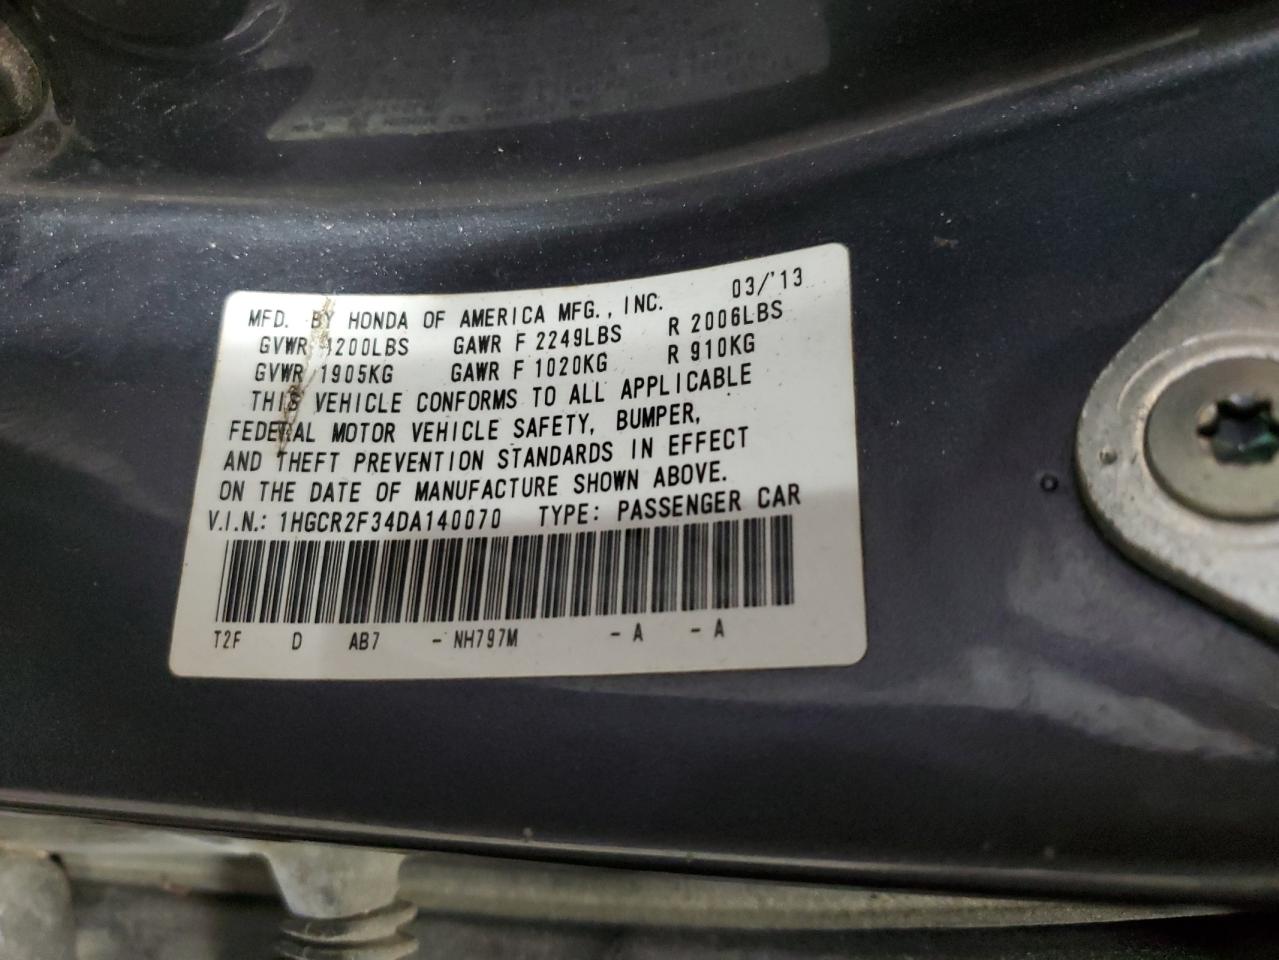 03/'13
MFD. BY HONDA OF AMERICA MFG., INC.
GVWR 4200LBS GAWR F 2249LBS R 2006LBS
GVWR 1905KG GAWR F 1020KG R 910KG
THIS VEHICLE CONFORMS TO ALL APPLICABLE
FEDERAL MOTOR VEHICLE SAFETY, BUMPER,
AND THEFT PREVENTION STANDARDS IN EFFECT
ON THE DATE OF MANUFACTURE SHOWN ABOVE.
V.I.N.: 1HGCR2F34DA140070 TYPE: PASSENGER CAR
T2F D AB7 - NH797M - A - A